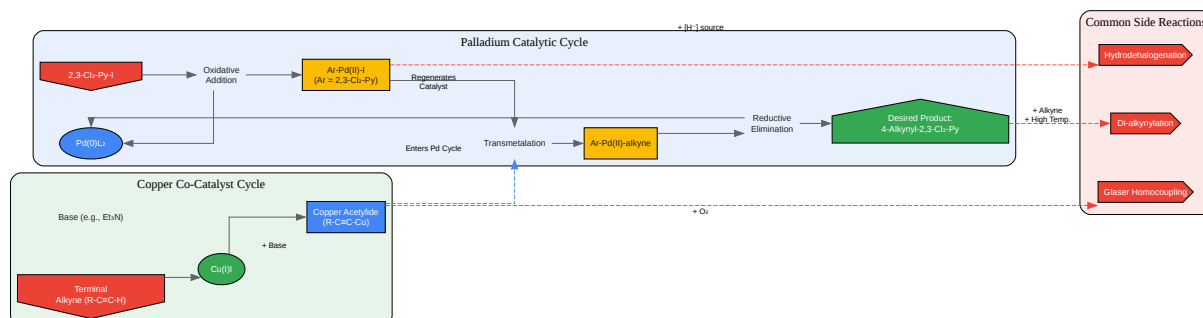 + [H⁻] source
Common Side Reactions
Palladium Catalytic Cycle
Hydrodehalogenation
2,3-Cl₂-Py-I
Oxidative
Addition
Ar-Pd(II)-I
(Ar = 2,3-Cl₂-Py)
Regenerates
Catalyst
+ Alkyne
+ High Temp.
Di-alkynylation
Reductive
Elimination
Desired Product:
4-Alkynyl-2,3-Cl₂-Py
Pd(0)L₂
Enters Pd Cycle
Transmetalation
Ar-Pd(II)-alkyne
Copper Co-Catalyst Cycle
Glaser Homocoupling
Base (e.g., Et₃N)
Copper Acetylide
(R-C≡C-Cu)
+ O₂
+ Base
Cu(I)I
Terminal
Alkyne (R-C≡C-H)